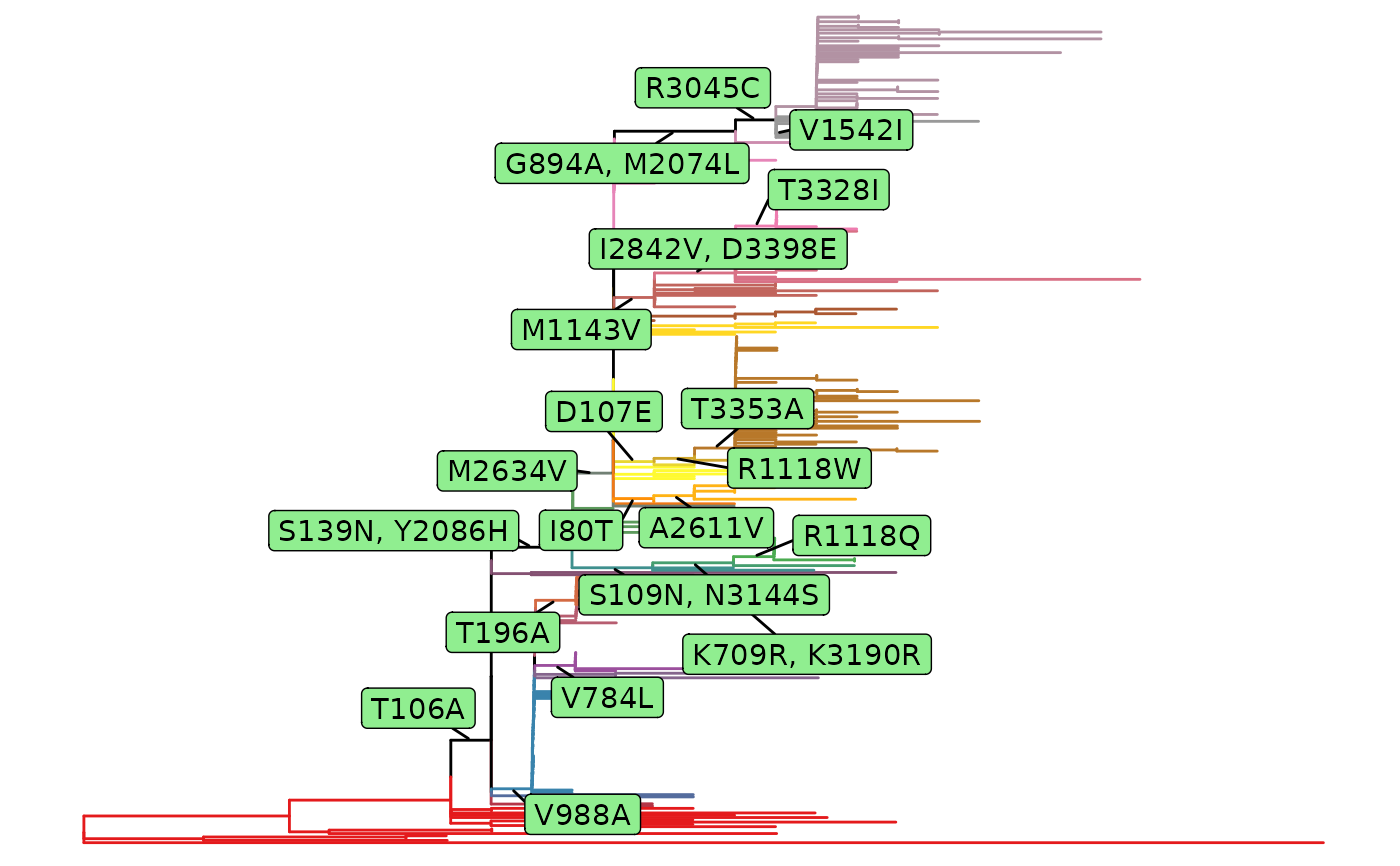 R3045C
V1542I
G894A, M2074L
T3328I
I2842V, D3398E
M1143V
D107E
T3353A
M2634V
R1118W
S139N, Y2086H
I80T
A2611V
R1118Q
S109N, N3144S
T196A
K709R, K3190R
V784L
T106A
V988A